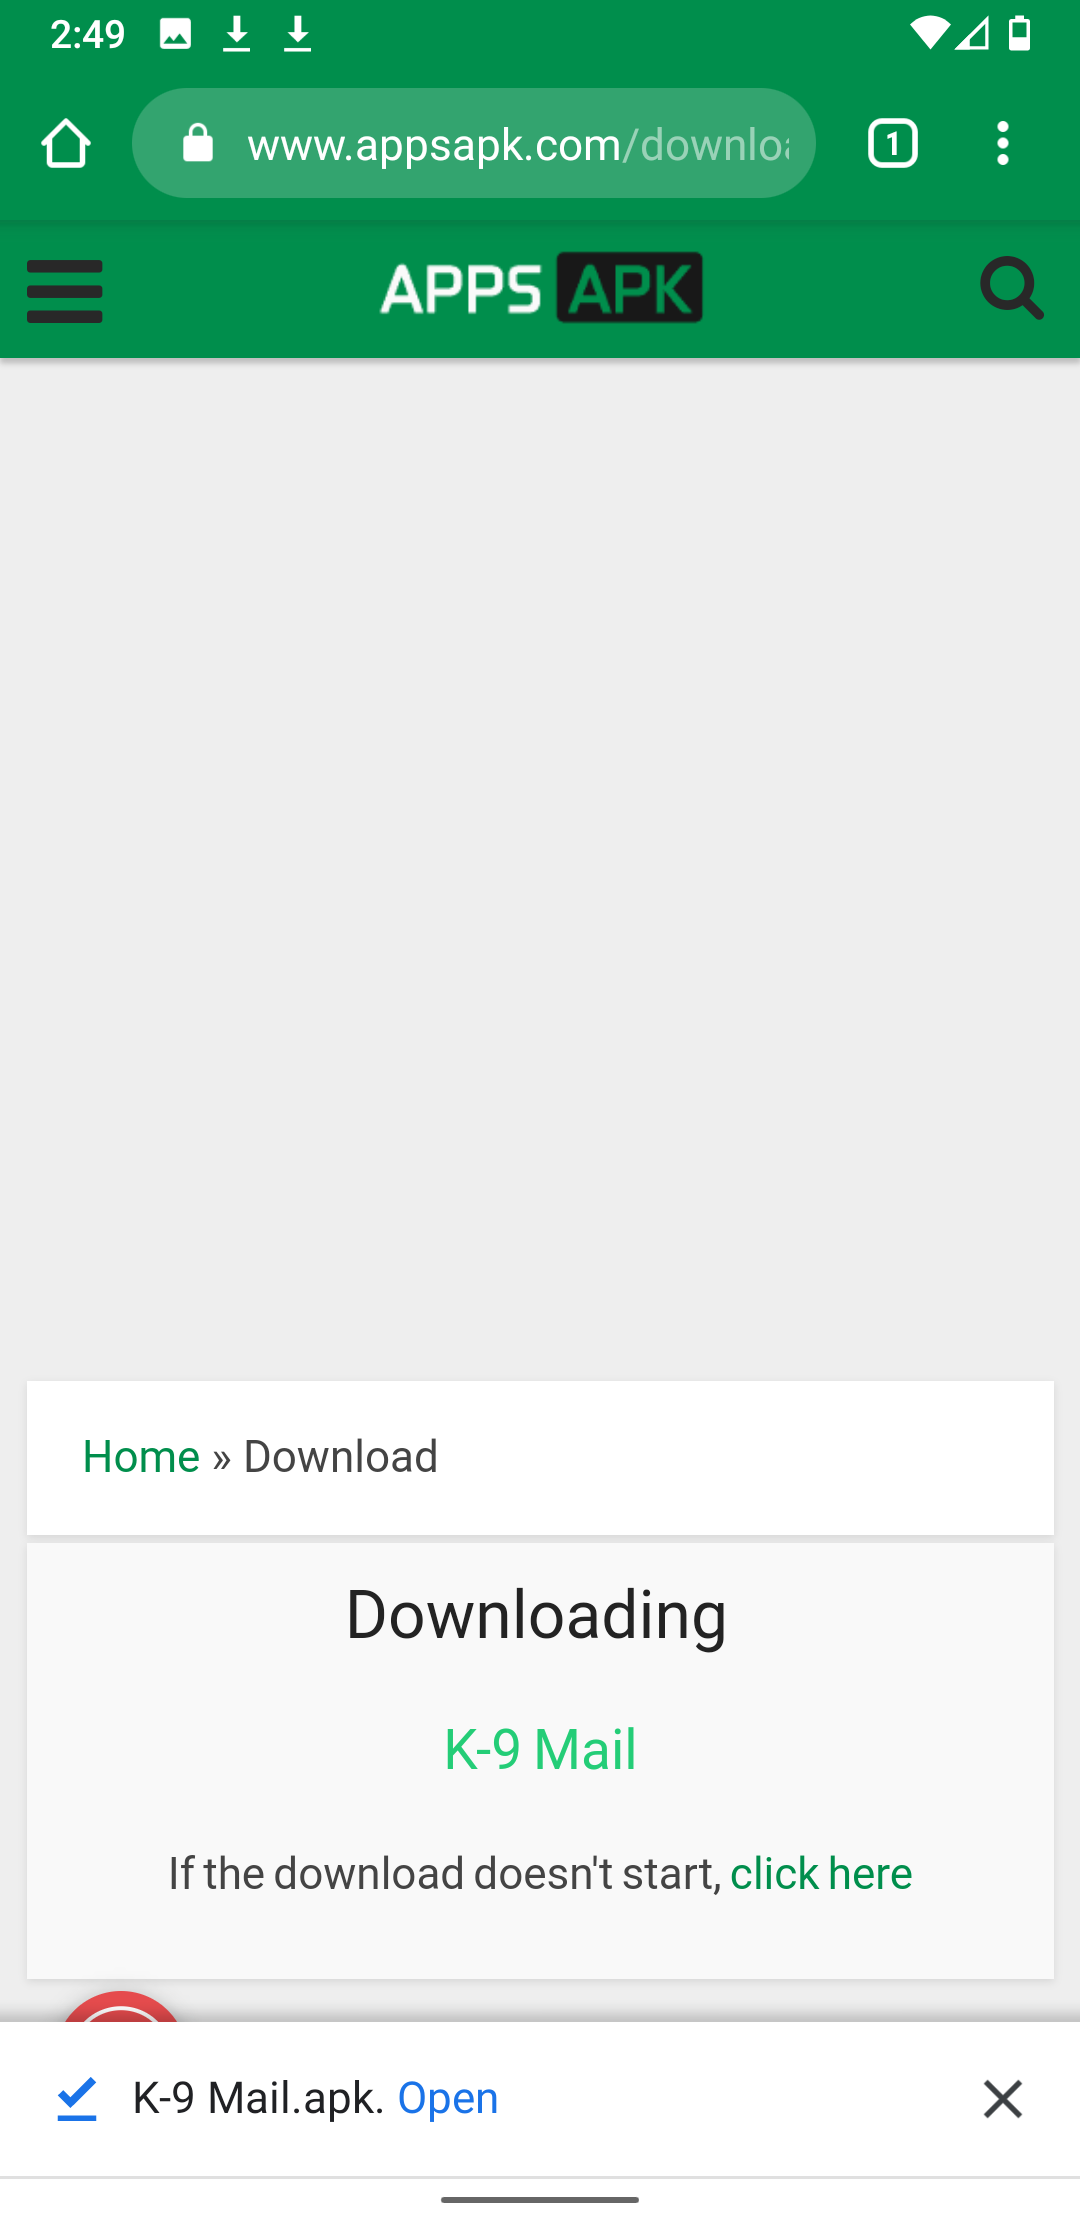 2:49
www.appsapk.com/downloa
1
APPS APK
Home » Download
Downloading
K-9 Mail
If the download doesn't start, click here
K-9 Mail.apk. Open